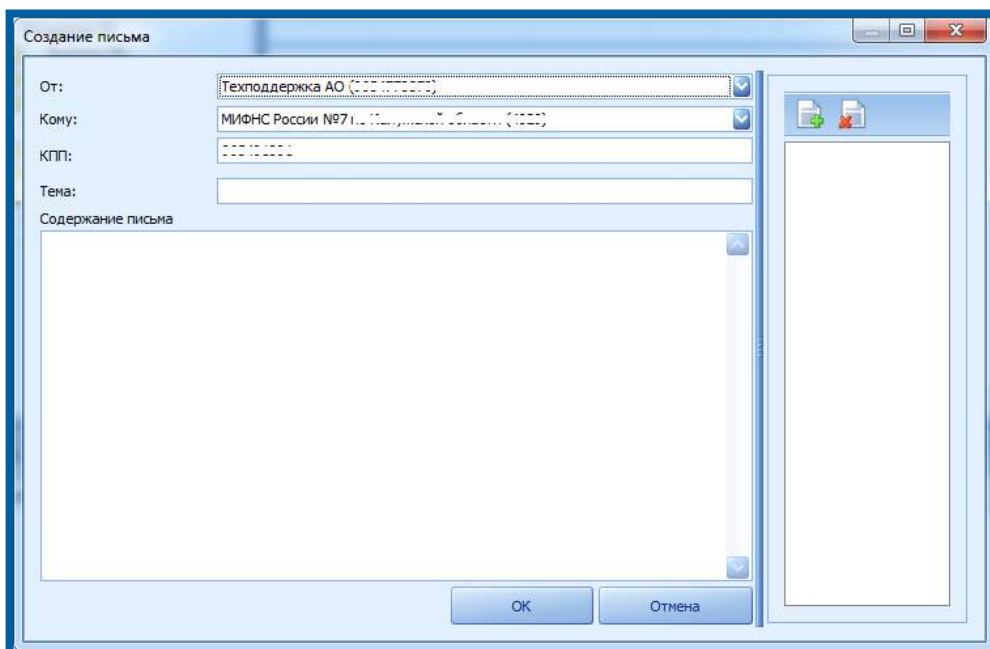 Создание письма
От:
Техподдержка АО
Кому:
МИФНС России №7
КПП:
Тема:
Содержание письма
ОК
Отмена